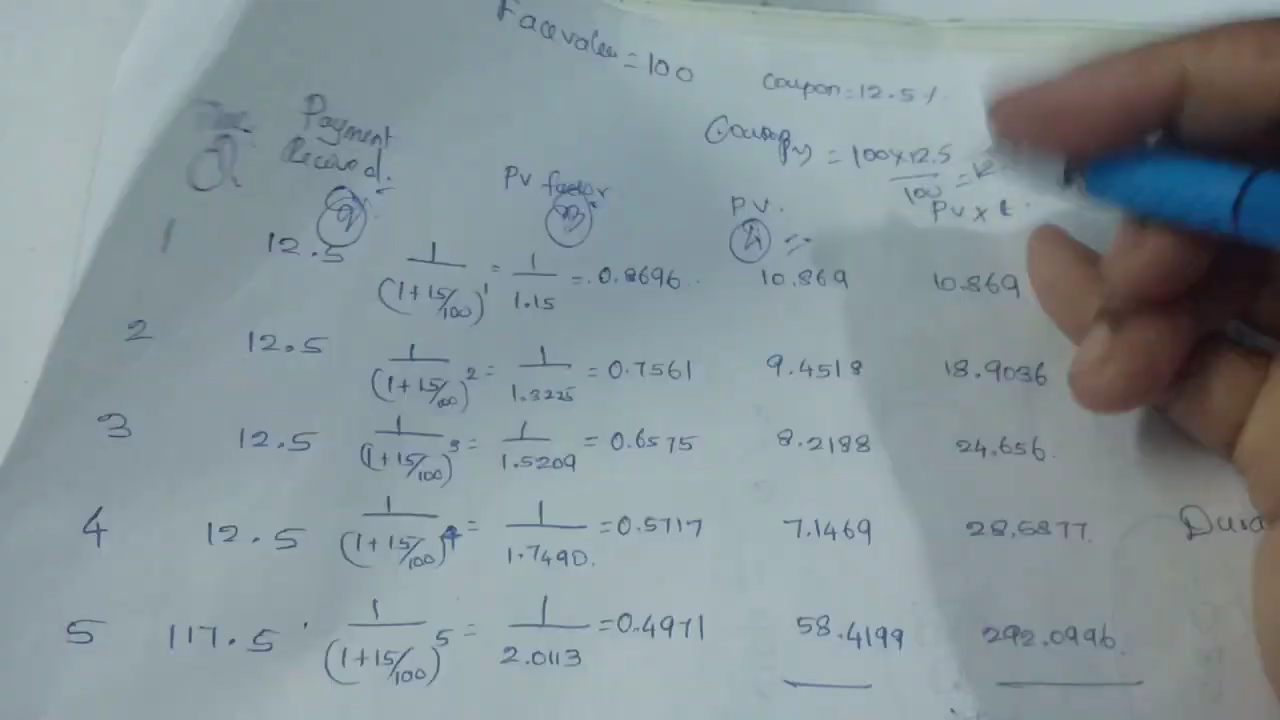 Face value = 100
Coupon = 12.5%
= 100 x 12.5
100 =
Payment
Received.
PV factor
PV.
PV x t.
1 12.5 1/(1+15/100)^1 = 1/1.15 = 0.8696 10.869 10.869
2 12.5 1/(1+15/100)^2 = 1/1.3225 = 0.7561 9.4518 18.9036
3 12.5 1/(1+15/100)^3 = 1/1.5209 = 0.6575 8.2188 24.656
4 12.5 1/(1+15/100)^4 = 1/1.7490 = 0.5717 7.1469 28.5877
Dura
5 117.5 1/(1+15/100)^5 = 1/2.0113 = 0.4971 58.4199 292.0996